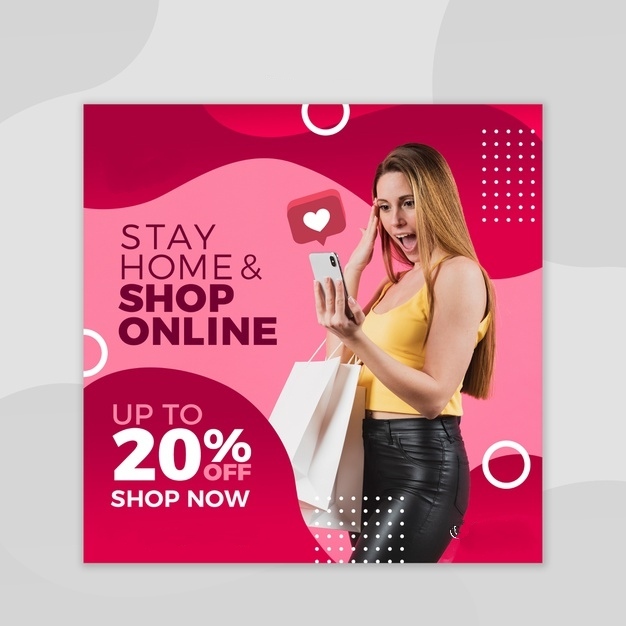 STAY
HOME &
SHOP
ONLINE
UP TO
20%
OFF
SHOP NOW